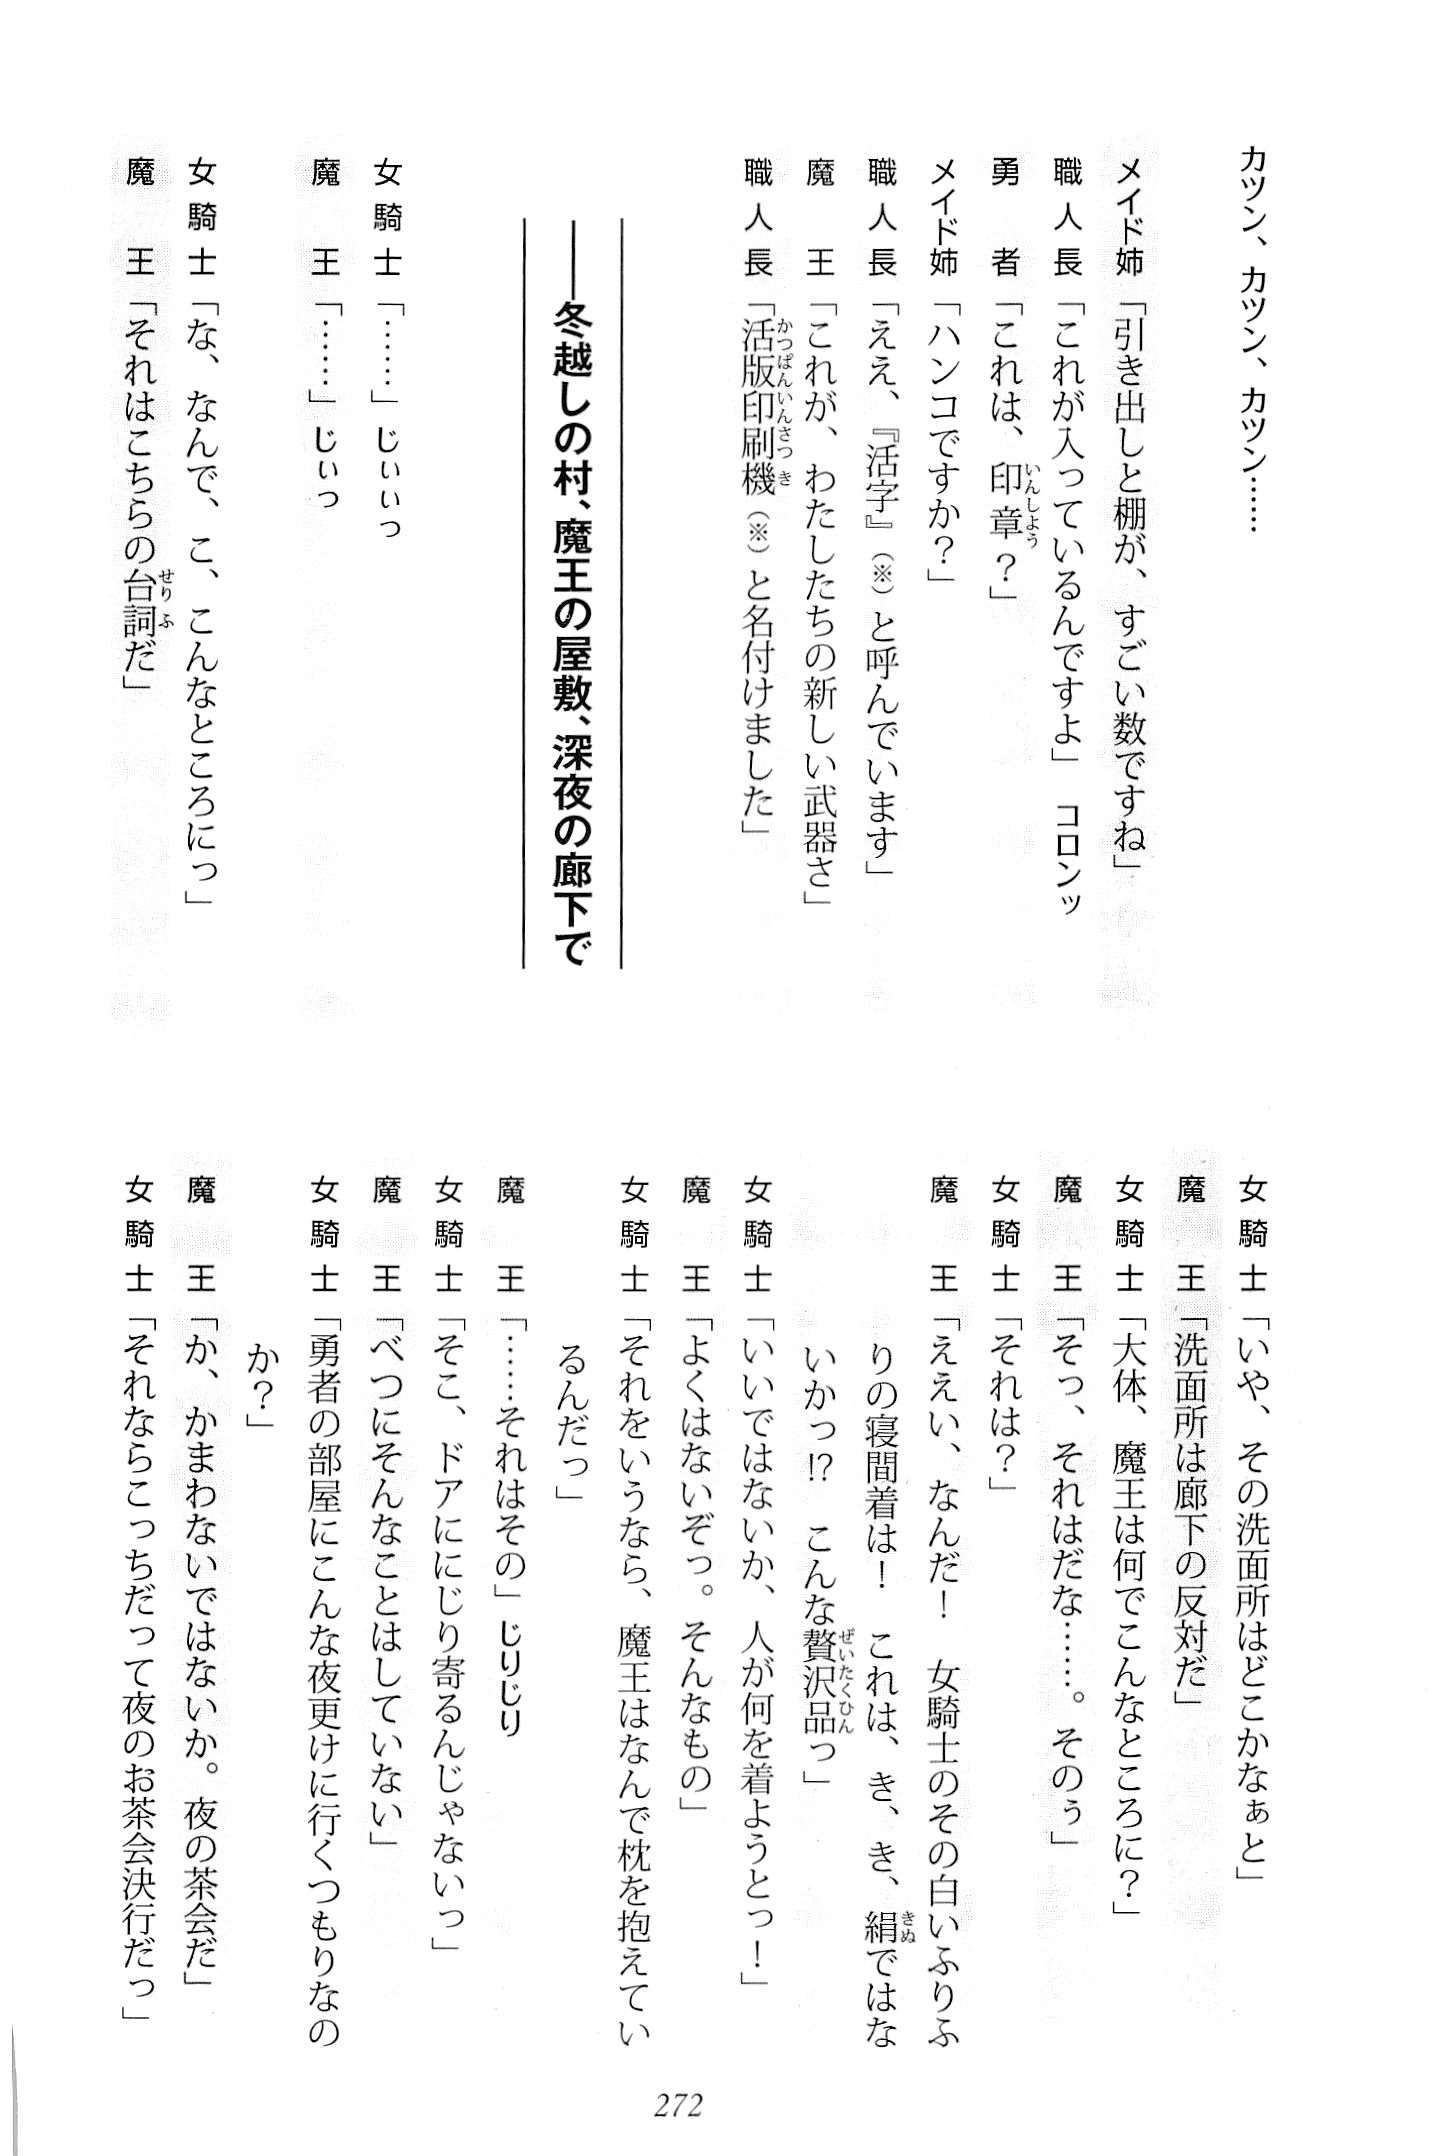 カツン、カツン、カツン……
メイド姉「引き出しと棚が、すごい数ですね」
職人長「これが入っているんですよ」　コロンッ
勇　者「これは、印章？」
メイド姉「ハンコですか？」
職人長「ええ、『活字』（※）と呼んでいます」
魔　王「これが、わたしたちの新しい武器さ」
職人長「活版印刷機（※）と名付けました」
――冬越しの村、魔王の屋敷、深夜の廊下で
女騎士「……」じぃぃっ
魔　王「……」じぃっ
女騎士「な、なんで、こ、こんなところにっ」
魔　王「それはこちらの台詞だ」
女騎士「いや、その洗面所はどこかなぁと」
魔　王「洗面所は廊下の反対だ」
女騎士「大体、魔王は何でこんなところに？」
魔　王「そっ、それはだな……。そのぅ」
女騎士「それは？」
魔　王「ええい、なんだ！　女騎士のその白いふりふ
りの寝間着は！　これは、き、き、絹ではな
いかっ!?　こんな贅沢品っ」
女騎士「いいではないか、人が何を着ようとっ！」
魔　王「よくはないぞっ。そんなもの」
女騎士「それをいうなら、魔王はなんで枕を抱えてい
るんだっ」
魔　王「……それはその」じりじり
女騎士「そこ、ドアににじり寄るんじゃないっ」
魔　王「べつにそんなことはしていない」
女騎士「勇者の部屋にこんな夜更けに行くつもりなの
か？」
魔　王「か、かまわないではないか。夜の茶会だ」
女騎士「それならこっちだって夜のお茶会決行だっ」
272